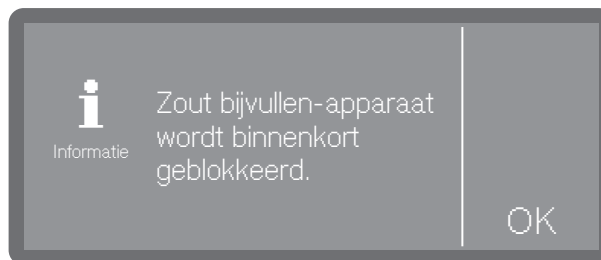 Zout bijvullen-apparaat
wordt binnenkort
geblokkeerd.
Informatie
OK